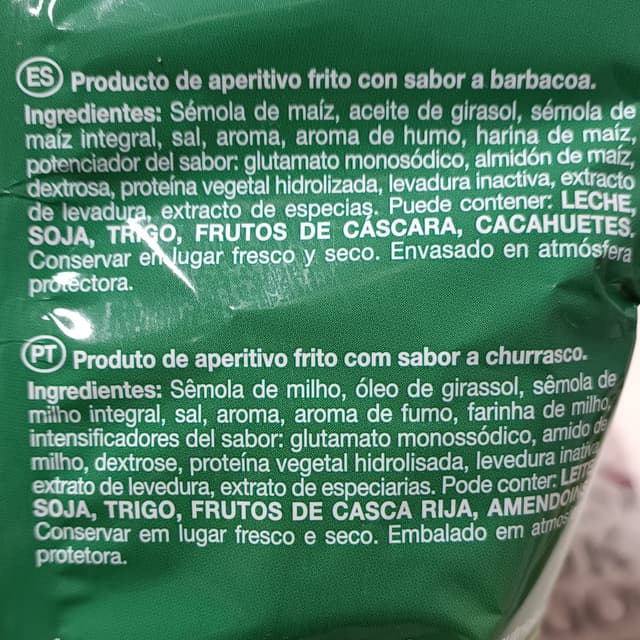 ES Producto de aperitivo frito con sabor a barbacoa.
Ingredientes: Sémola de maíz, aceite de girasol, sémola de
maíz integral, sal, aroma, aroma de humo, harina de maíz,
potenciador del sabor: glutamato monosódico, almidón de maíz,
dextrosa, proteína vegetal hidrolizada, levadura inactiva, extracto
de levadura, extracto de especias. Puede contener: LECHE,
SOJA, TRIGO, FRUTOS DE CÁSCARA, CACAHUETES.
Conservar en lugar fresco y seco. Envasado en atmósfera
protectora.
PT Produto de aperitivo frito com sabor a churrasco.
Ingredientes: Sêmola de milho, óleo de girassol, sêmola de
milho integral, sal, aroma, aroma de fumo, farinha de milho,
intensificadores del sabor: glutamato monossódico, amido de
milho, dextrose, proteína vegetal hidrolisada, levedura inativa,
extrato de levedura, extrato de especiarias. Pode conter: LEITE
SOJA, TRIGO, FRUTOS DE CASCA RIJA,
Conservar em lugar fresco e seco. Embalado em
protetora.